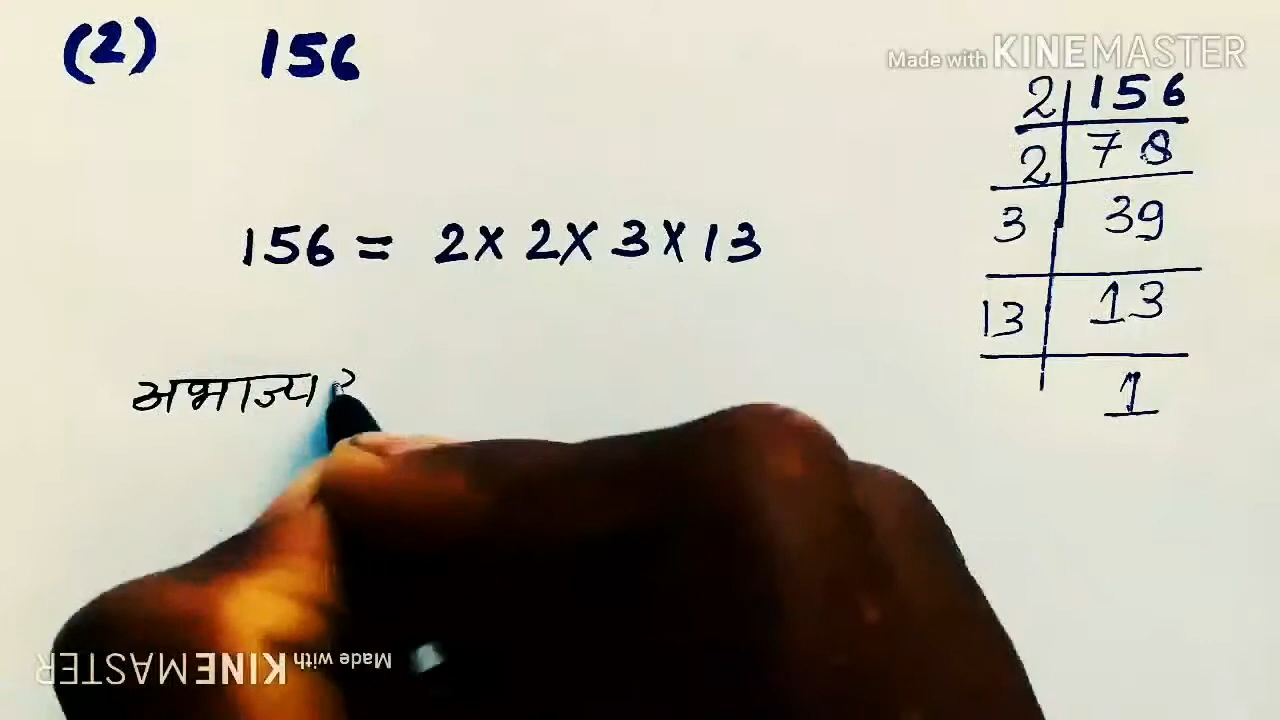 (2) 156
Made with KINEMASTER
2 | 156
2 | 78
3 | 39
13 | 13
1
156 = 2 x 2 x 3 x 13
अभाज्य
Made with KINEMASTER